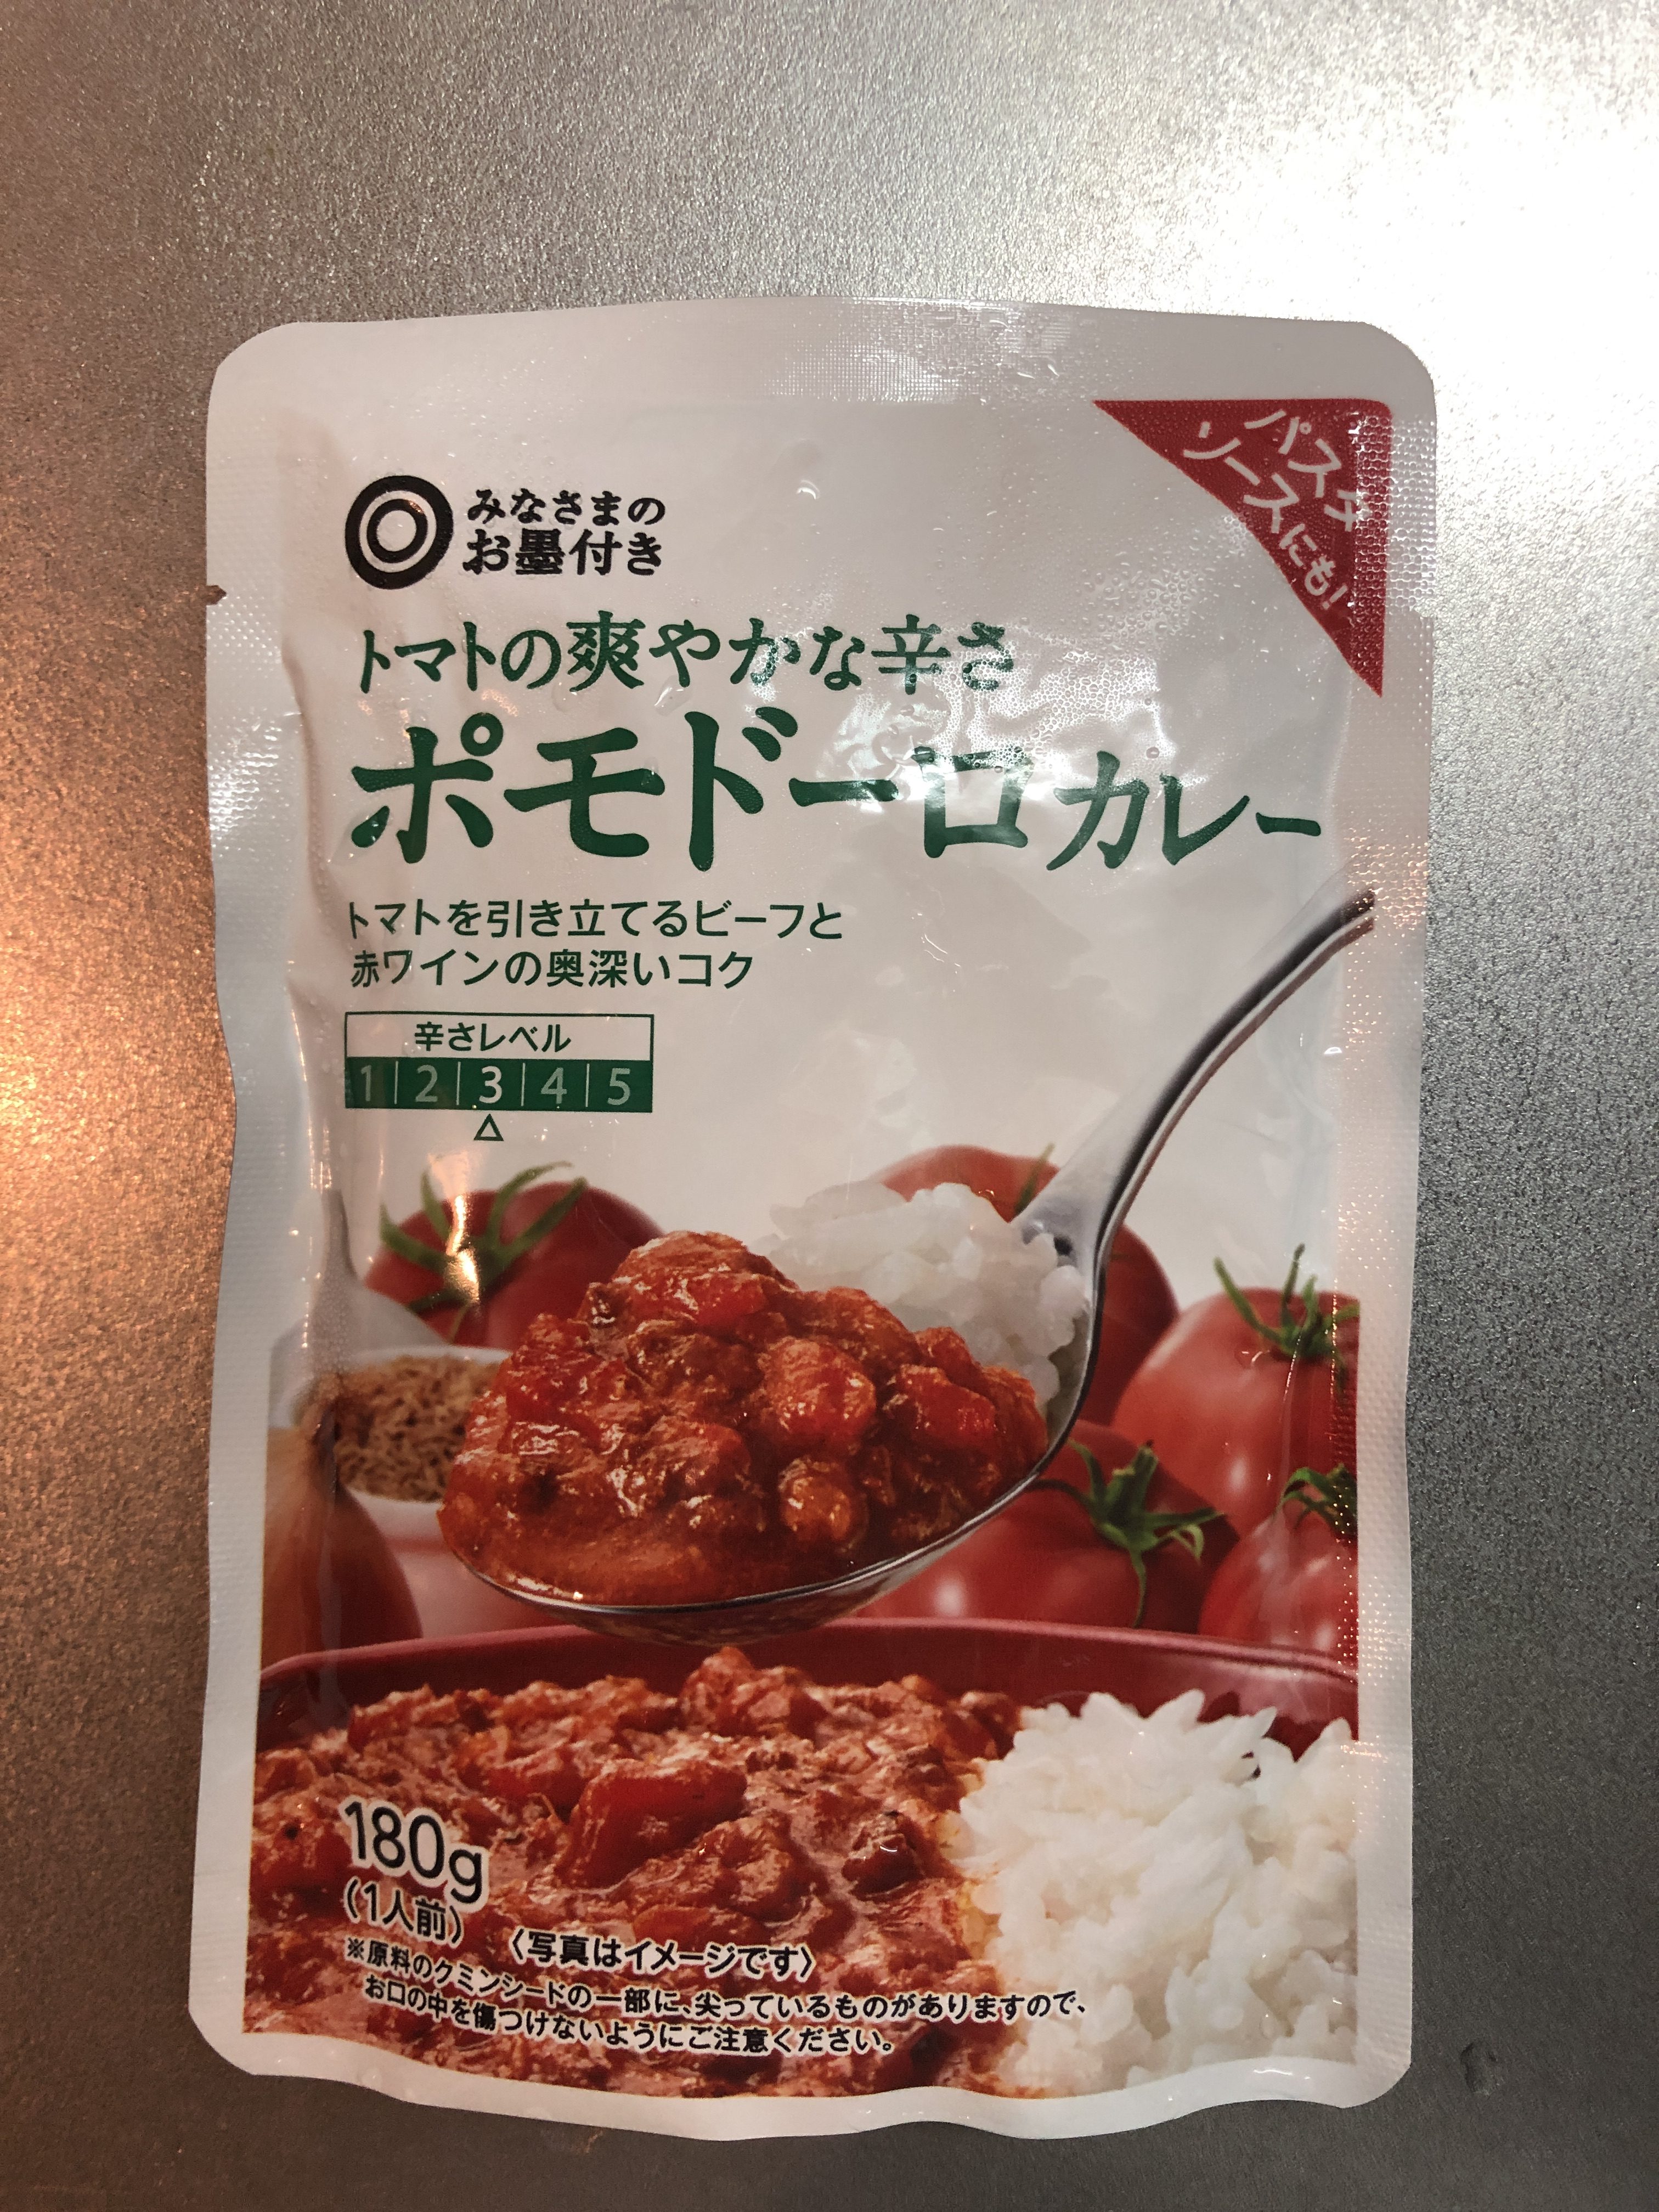 みなさまの
お墨付き
パスタ
ソースにも!
トマトの爽やかな辛さ
ポモドーロカレー
トマトを引き立てるビーフと
赤ワインの奥深いコク
辛さレベル
1 2 3 4 5
180g
(1人前)
〈写真はイメージです〉
※原料のクミンシードの一部に、尖っているものがありますので、
お口の中を傷つけないようにご注意ください。